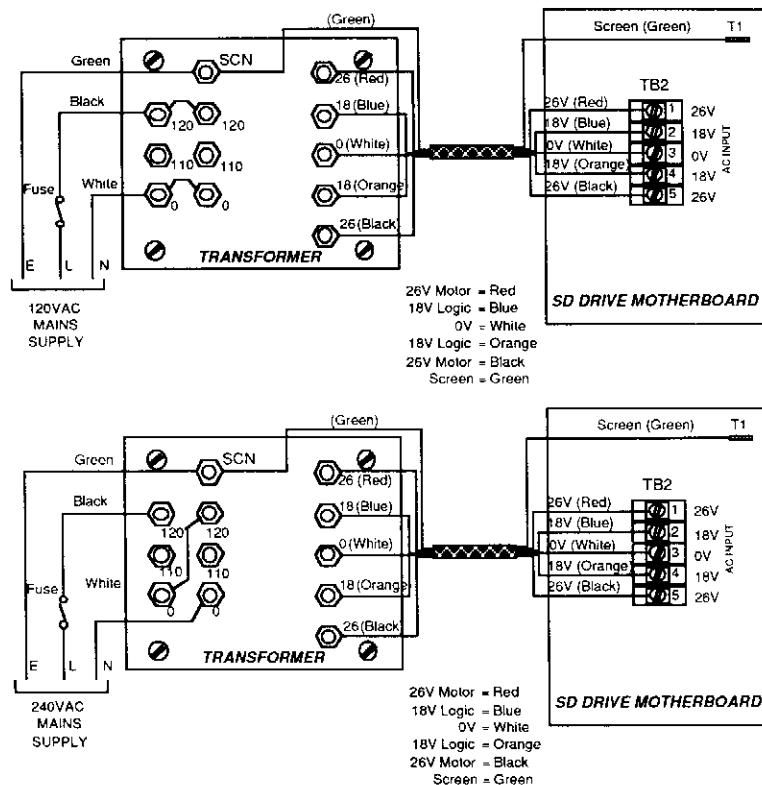 (Green)
Green
SCN
Black
120
120
110
110
White
0
0
Fuse
E L N
120VAC
MAINS
SUPPLY
26 (Red)
18 (Blue)
0 (White)
18 (Orange)
26 (Black)
TRANSFORMER
Screen (Green) T1
TB2
26V (Red) 1 26V
18V (Blue) 2 18V
0V (White) 3 0V
18V (Orange) 4 18V
26V (Black) 5 26V
AC INPUT
SD DRIVE MOTHERBOARD
26V Motor = Red
18V Logic = Blue
0V = White
18V Logic = Orange
26V Motor = Black
Screen = Green
(Green)
Green
SCN
Black
120
120
110
110
White
0
0
Fuse
E L N
240VAC
MAINS
SUPPLY
26 (Red)
18 (Blue)
0 (White)
18 (Orange)
26 (Black)
TRANSFORMER
Screen (Green) T1
TB2
26V (Red) 1 26V
18V (Blue) 2 18V
0V (White) 3 0V
18V (Orange) 4 18V
26V (Black) 5 26V
AC INPUT
SD DRIVE MOTHERBOARD
26V Motor = Red
18V Logic = Blue
0V = White
18V Logic = Orange
26V Motor = Black
Screen = Green